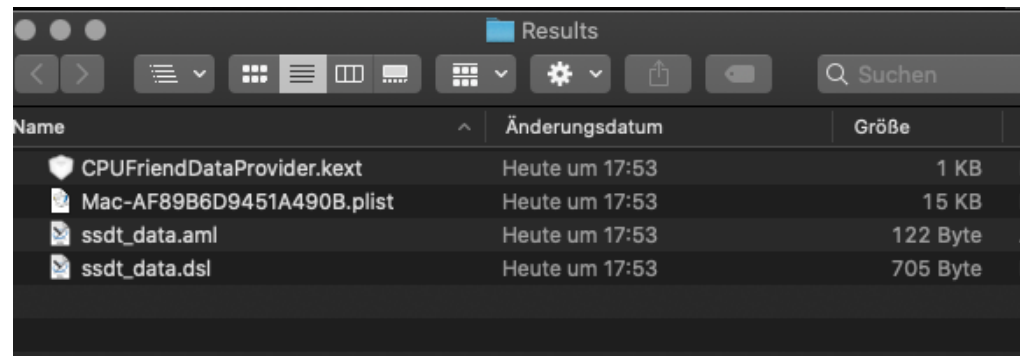 Results
Suchen
Name Änderungsdatum Größe
CPUFriendDataProvider.kext Heute um 17:53 1 KB
Mac-AF89B6D9451A490B.plist Heute um 17:53 15 KB
ssdt_data.aml Heute um 17:53 122 Byte
ssdt_data.dsl Heute um 17:53 705 Byte